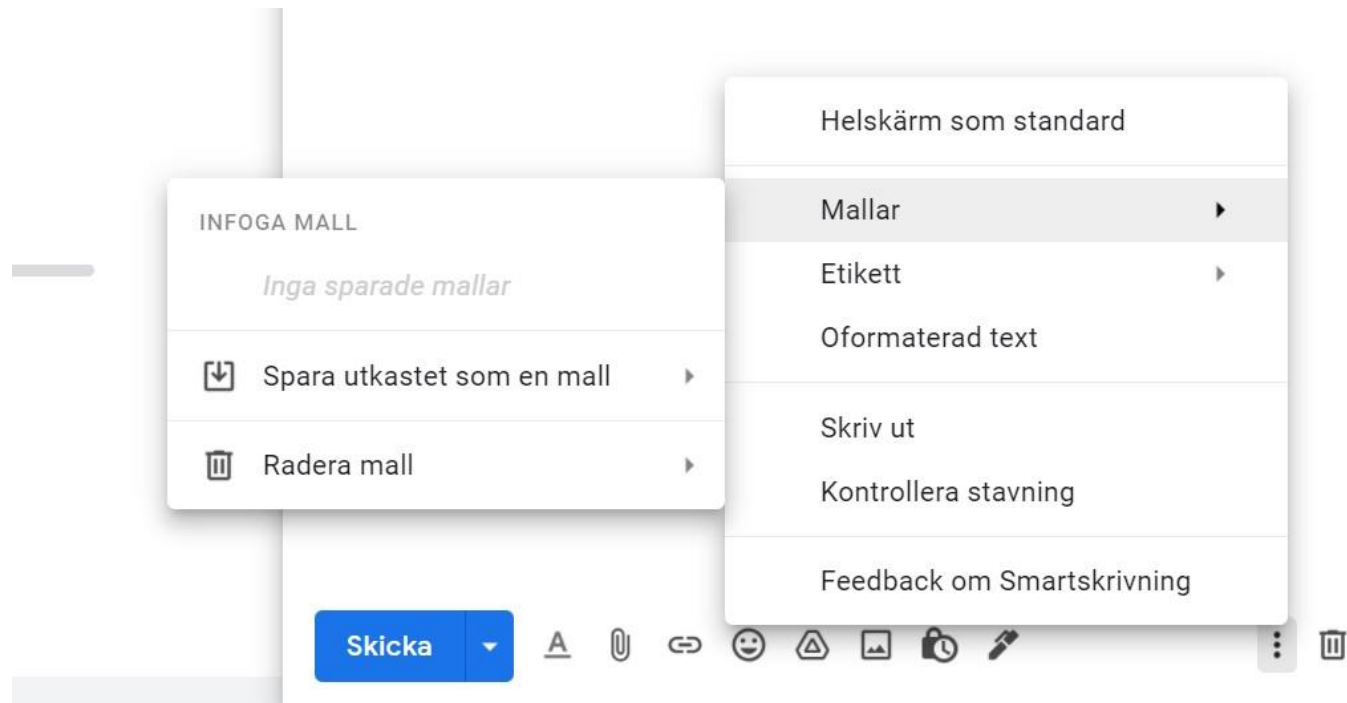 Helskärm som standard
Mallar
Etikett
Oformaterad text
Skriv ut
Kontrollera stavning
Feedback om Smartskrivning
INFOGA MALL
Inga sparade mallar
Spara utkastet som en mall
Radera mall
Skicka